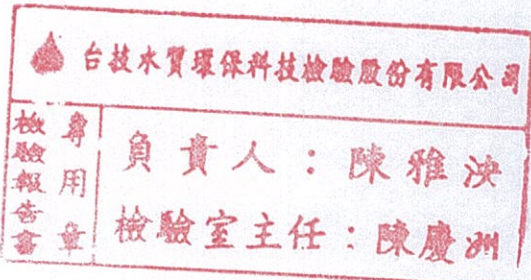 台技水質環保科技檢驗股份有限公司
檢驗報告書
專用章
負責人：陳雅泱
檢驗室主任：陳慶洲